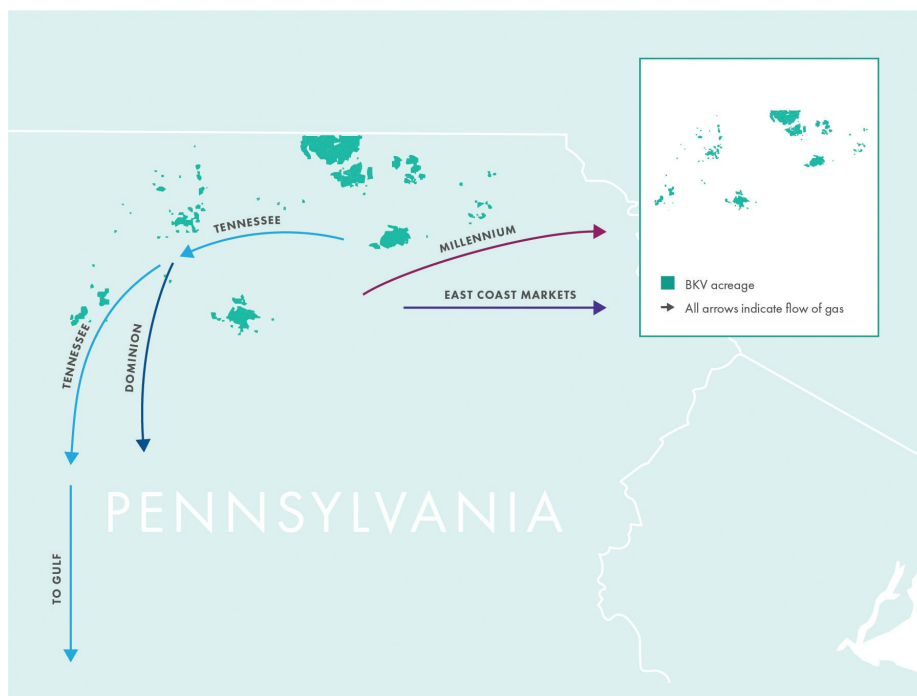 TENNESSEE
MILLENNIUM
EAST COAST MARKETS
TENNESSEE
DOMINION
PENNSYLVANIA
TO GULF
BKV acreage
All arrows indicate flow of gas